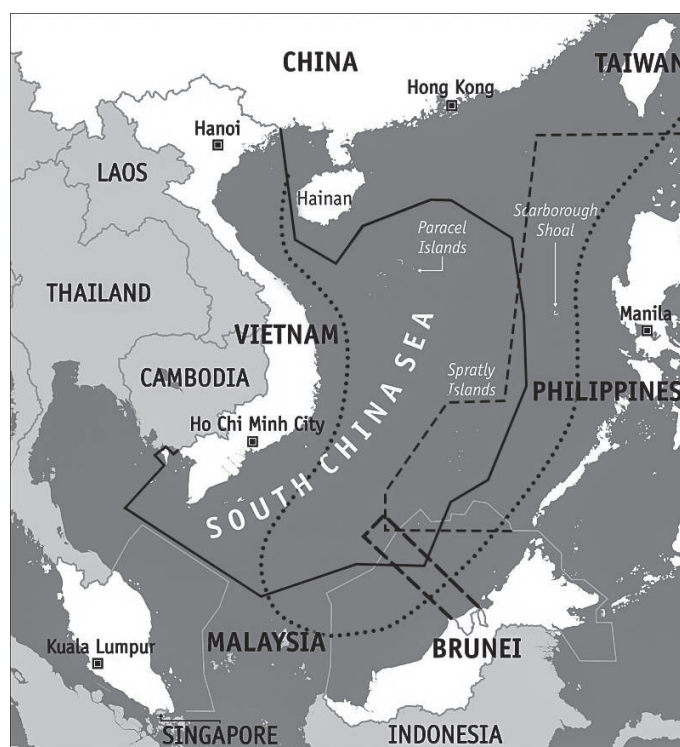 CHINA
TAIWAN
Hong Kong
Hanoi
LAOS
Hainan
Paracel
Islands
Scarborough
Shoal
THAILAND
VIETNAM
Manila
CAMBODIA
Spratly
Islands
PHILIPPINES
Ho Chi Minh City
SOUTH CHINA SEA
Kuala Lumpur
MALAYSIA
BRUNEI
SINGAPORE
INDONESIA